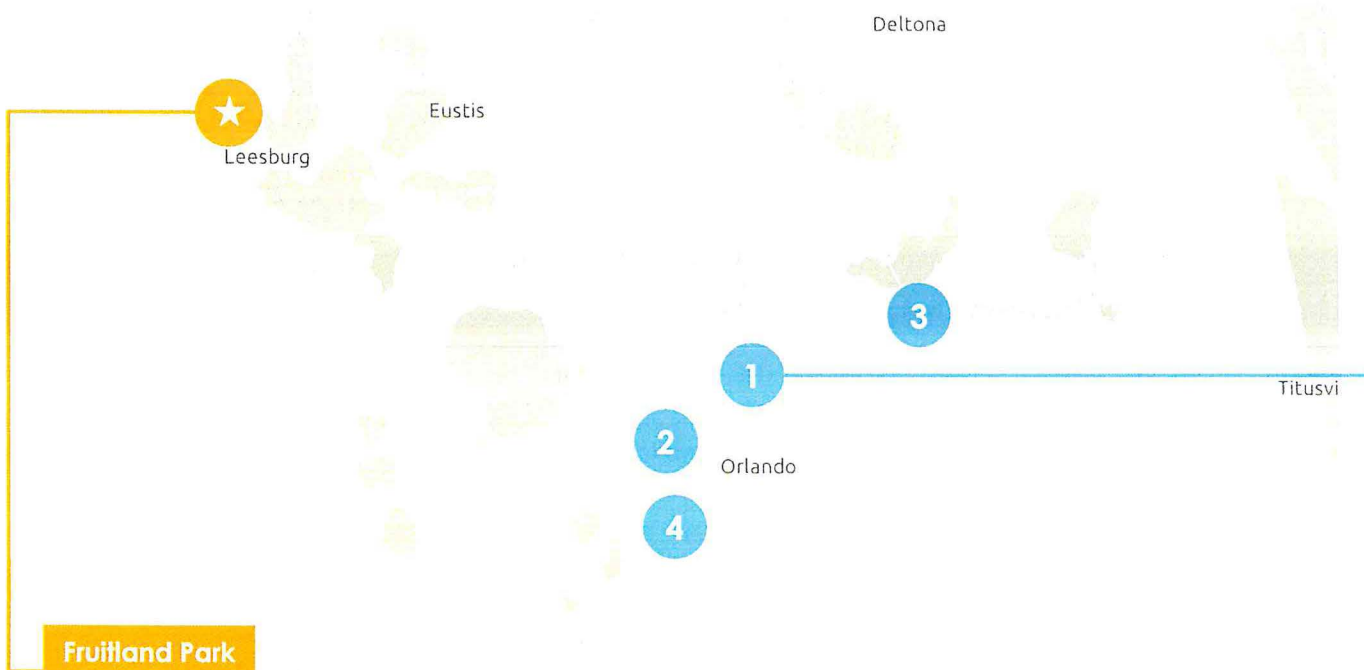 Deltona
Eustis
Leesburg
3
1
Titusvi
2
Orlando
4
Fruitland Park